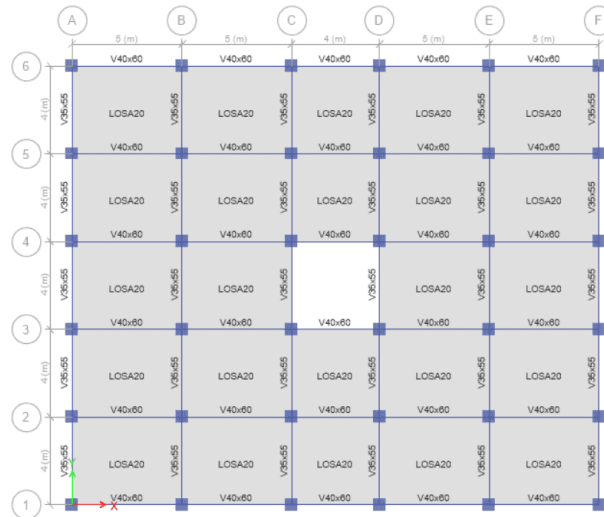 A B C D E F
5 (m) 5 (m) 4 (m) 5 (m) 5 (m)
6 V40x60 V40x60 V40x60 V40x60 V40x60
4 (m) V35x55 LOSA20 V35x55 LOSA20 V35x55 LOSA20 V35x55 LOSA20 V35x55 LOSA20 V35x55
5 V40x60 V40x60 V40x60 V40x60 V40x60
4 (m) V35x55 LOSA20 V35x55 LOSA20 V35x55 LOSA20 V35x55 LOSA20 V35x55 LOSA20 V35x55
4 V40x60 V40x60 V40x60 V40x60 V40x60
4 (m) V35x55 LOSA20 V35x55 LOSA20 V35x55 V35x55 LOSA20 V35x55 LOSA20 V35x55
3 V40x60 V40x60 V40x60 V40x60 V40x60
4 (m) V35x55 LOSA20 V35x55 LOSA20 V35x55 LOSA20 V35x55 LOSA20 V35x55 LOSA20 V35x55
2 V40x60 V40x60 V40x60 V40x60 V40x60
4 (m) V35x55 LOSA20 V35x55 LOSA20 V35x55 LOSA20 V35x55 LOSA20 V35x55 LOSA20 V35x55
Y
1 V40x60 V40x60 V40x60 V40x60 V40x60
X